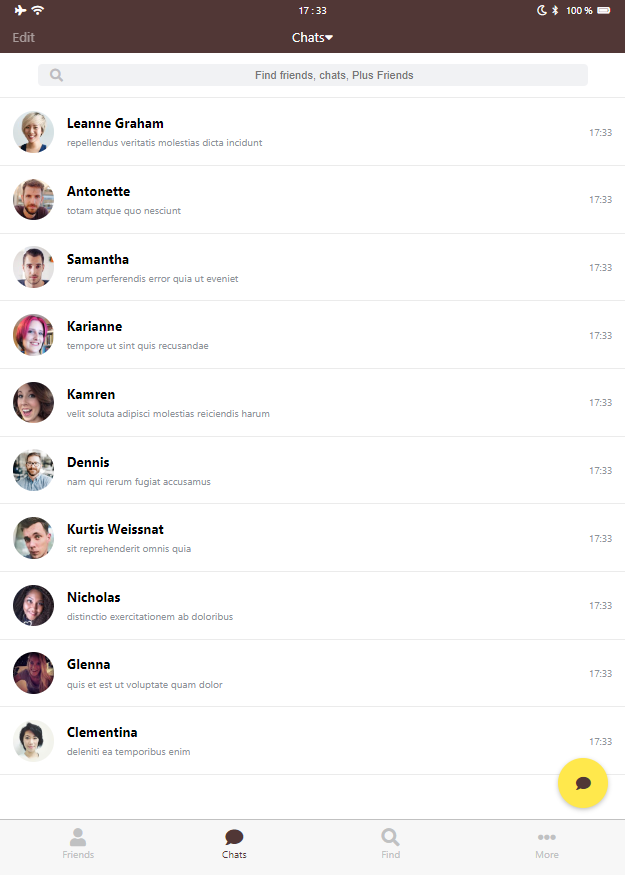 17 : 33
100 %
Edit
Chats
Find friends, chats, Plus Friends
Leanne Graham
repellendus veritatis molestias dicta incidunt
17:33
Antonette
totam atque quo nesciunt
17:33
Samantha
rerum perferendis error quia ut eveniet
17:33
Karianne
tempore ut sint quis recusandae
17:33
Kamren
velit soluta adipisci molestias reiciendis harum
17:33
Dennis
nam qui rerum fugiat accusamus
17:33
Kurtis Weissnat
sit reprehenderit omnis quia
17:33
Nicholas
distinctio exercitationem ab doloribus
17:33
Glenna
quis et est ut voluptate quam dolor
17:33
Clementina
deleniti ea temporibus enim
17:33
Friends
Chats
Find
More